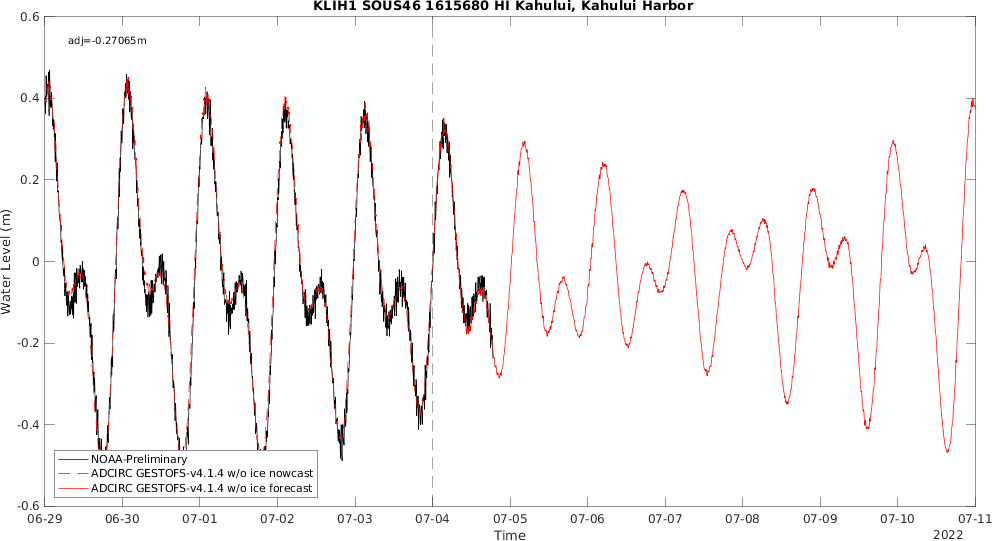 KLIH1 SOUS46 1615680 HI Kahului, Kahului Harbor
adj=-0.27065m
0.6
0.4
0.2
0
-0.2
-0.4
-0.6
Water Level (m)
NOAA-Preliminary
ADCIRC GESTOFS-v4.1.4 w/o ice nowcast
ADCIRC GESTOFS-v4.1.4 w/o ice forecast
06-29 06-30 07-01 07-02 07-03 07-04 07-05 07-06 07-07 07-08 07-09 07-10 07-11
Time
2022